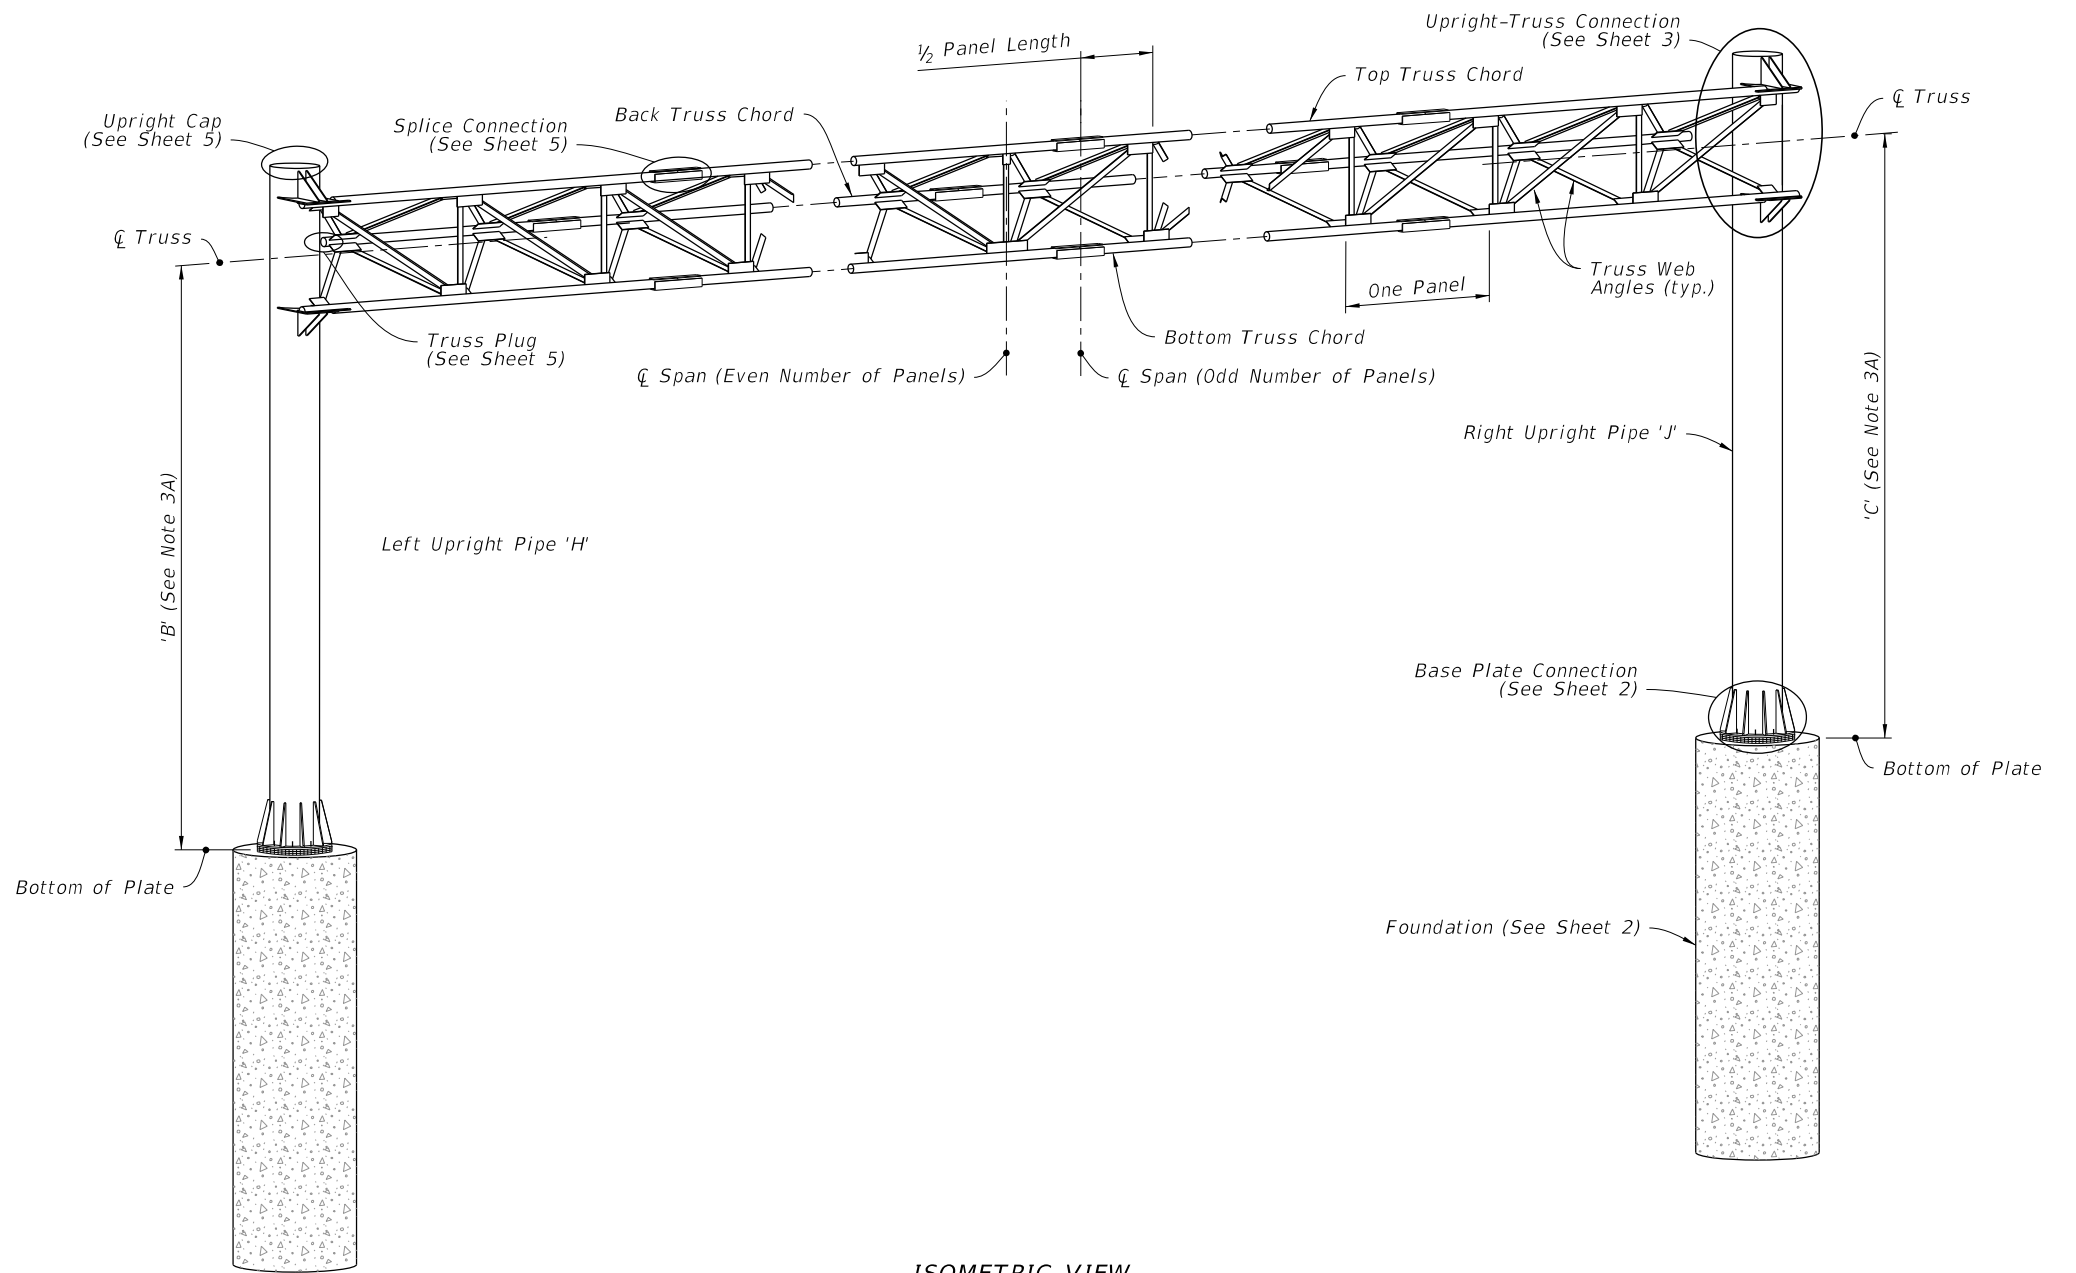 Upright-Truss Connection
(See Sheet 3)
½ Panel Length
Top Truss Chord
℄ Truss
Back Truss Chord
Upright Cap
(See Sheet 5)
Splice Connection
(See Sheet 5)
℄ Truss
Truss Web
Angles (typ.)
One Panel
Truss Plug
(See Sheet 5)
Bottom Truss Chord
℄ Span (Even Number of Panels)
℄ Span (Odd Number of Panels)
'C' (See Note 3A)
Right Upright Pipe 'J'
'B' (See Note 3A)
Left Upright Pipe 'H'
Base Plate Connection
(See Sheet 2)
Bottom of Plate
Bottom of Plate
Foundation (See Sheet 2)
ISOMETRIC VIEW